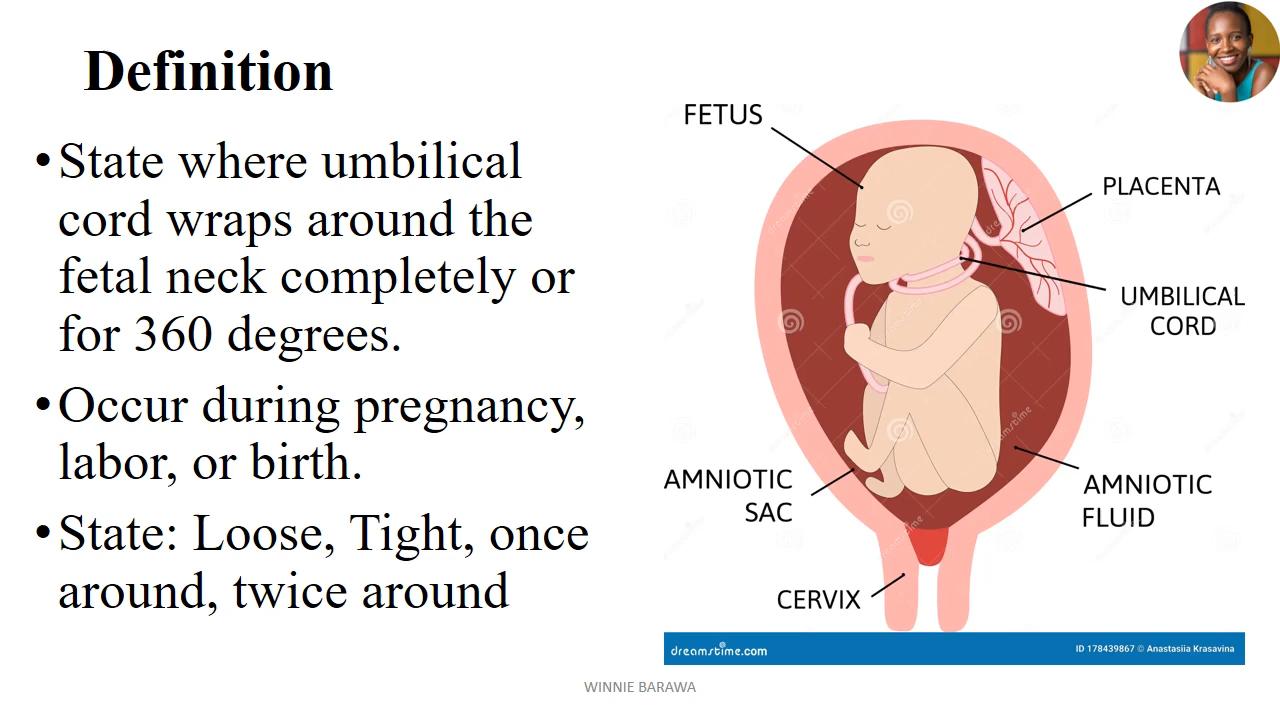 Definition
•State where umbilical
cord wraps around the
fetal neck completely or
for 360 degrees.
•Occur during pregnancy,
labor, or birth.
•State: Loose, Tight, once
around, twice around
FETUS
PLACENTA
UMBILICAL
CORD
AMNIOTIC
SAC
AMNIOTIC
FLUID
CERVIX
dreamstime.com
ID 178439867 © Anastasiia Krasavina
WINNIE BARAWA